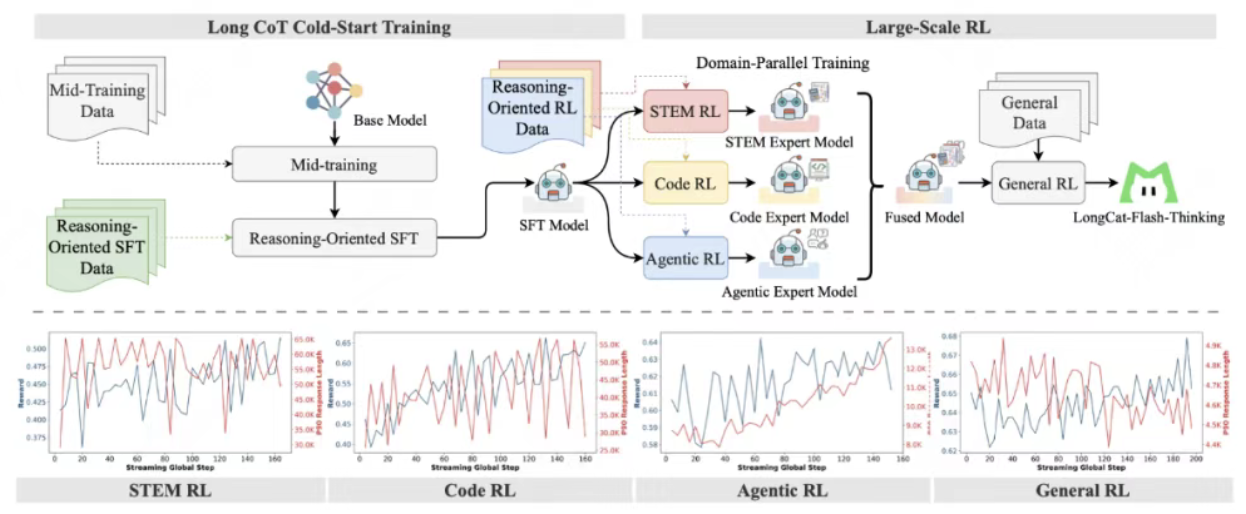 Long CoT Cold-Start Training
Large-Scale RL
Mid-Training
Data
Base Model
Mid-training
Reasoning-
Oriented SFT
Data
Reasoning-Oriented SFT
SFT Model
Reasoning-
Oriented RL
Data
Domain-Parallel Training
STEM RL
STEM Expert Model
Code RL
Code Expert Model
Agentic RL
Agentic Expert Model
Fused Model
General
Data
General RL
LongCat-Flash-Thinking
0.500
0.475
0.450
0.425
0.400
0.375
Reward
65.0K
60.0K
55.0K
50.0K
45.0K
40.0K
35.0K
30.0K
P90 Response Length
0 20 40 60 80 100 120 140 160
Streaming Global Step
STEM RL
0.65
0.60
0.55
0.50
0.45
0.40
Reward
55.0K
50.0K
45.0K
40.0K
35.0K
30.0K
25.0K
P90 Response Length
0 20 40 60 80 100 120 140 160
Streaming Global Step
Code RL
0.64
0.62
0.61
0.60
0.59
0.58
Reward
13.0K
12.0K
11.0K
10.0K
9.0K
8.0K
0 20 40 60 80 100 120 140 160
Streaming Global Step
Agentic RL
0.68
0.67
0.66
0.65
0.64
0.63
0.62
Reward
4.9K
4.8K
4.7K
4.6K
4.5K
4.4K
P90 Response Length
0 20 40 60 80 100 120 140 160 180 200
Streaming Global Step
General RL